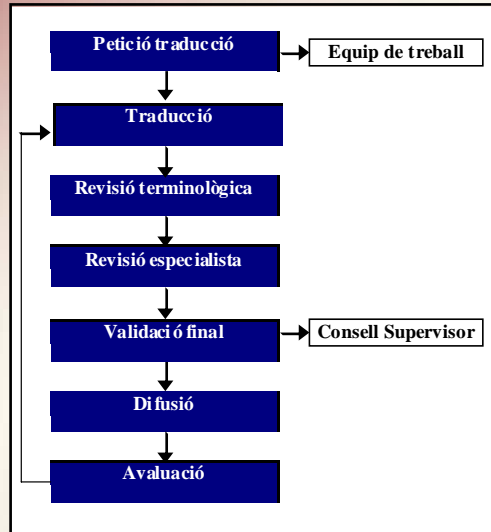 Petició traducció
Equip de treball
Traducció
Revisió terminològica
Revisió especialista
Validació final
Consell Supervisor
Difusió
Avaluació